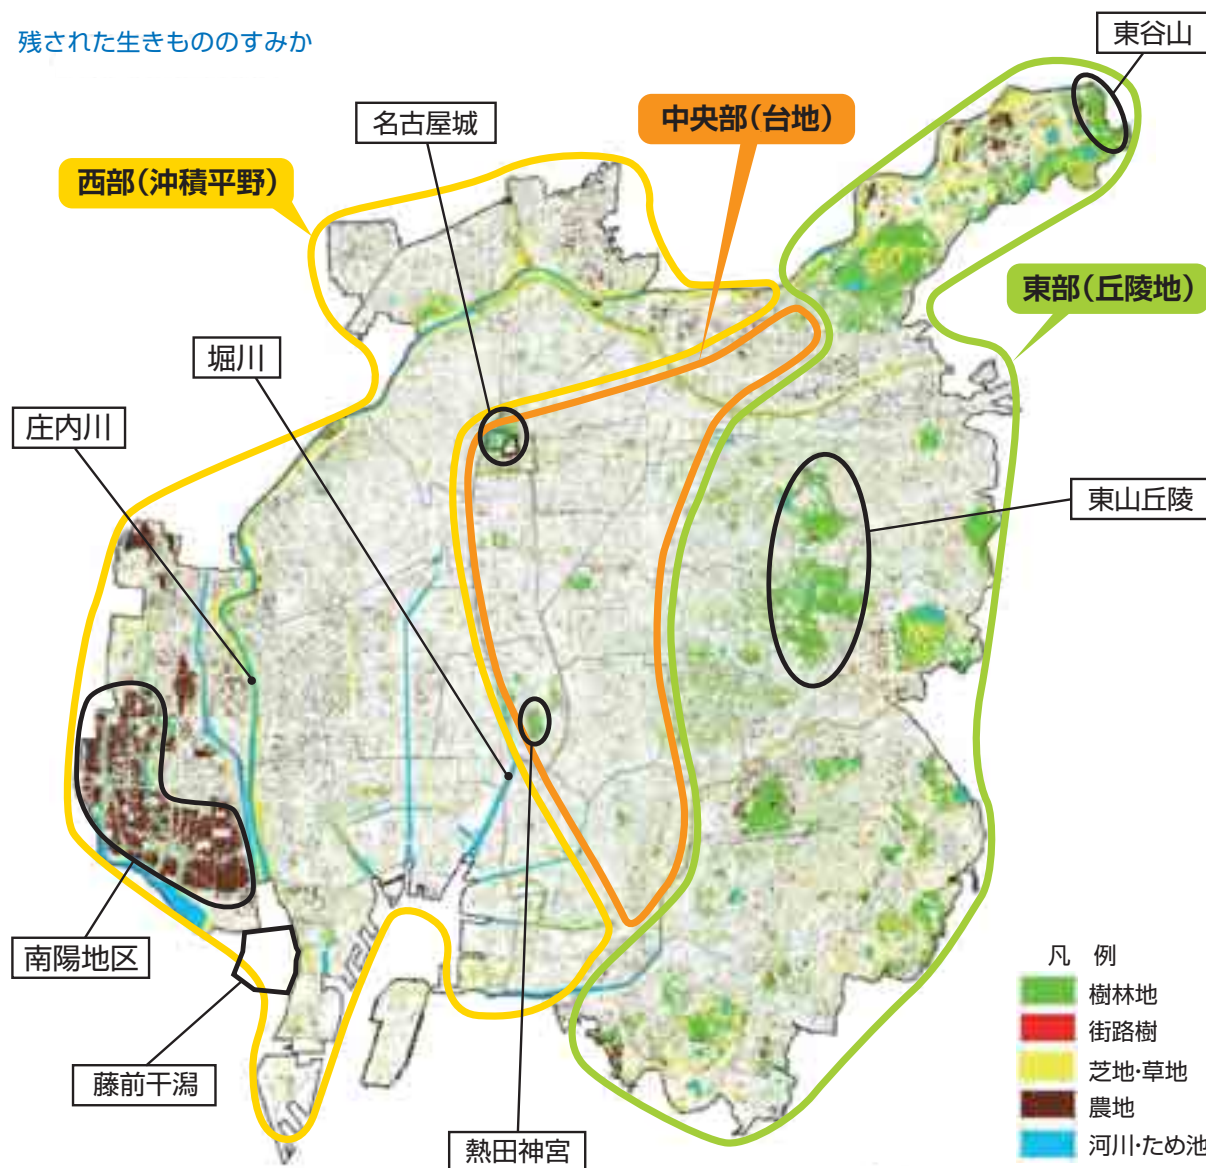 残された生きもののすみか
東谷山
名古屋城
中央部(台地)
西部(沖積平野)
東部(丘陵地)
堀川
庄内川
東山丘陵
南陽地区
藤前干潟
熱田神宮
凡 例
樹林地
街路樹
芝地・草地
農地
河川・ため池